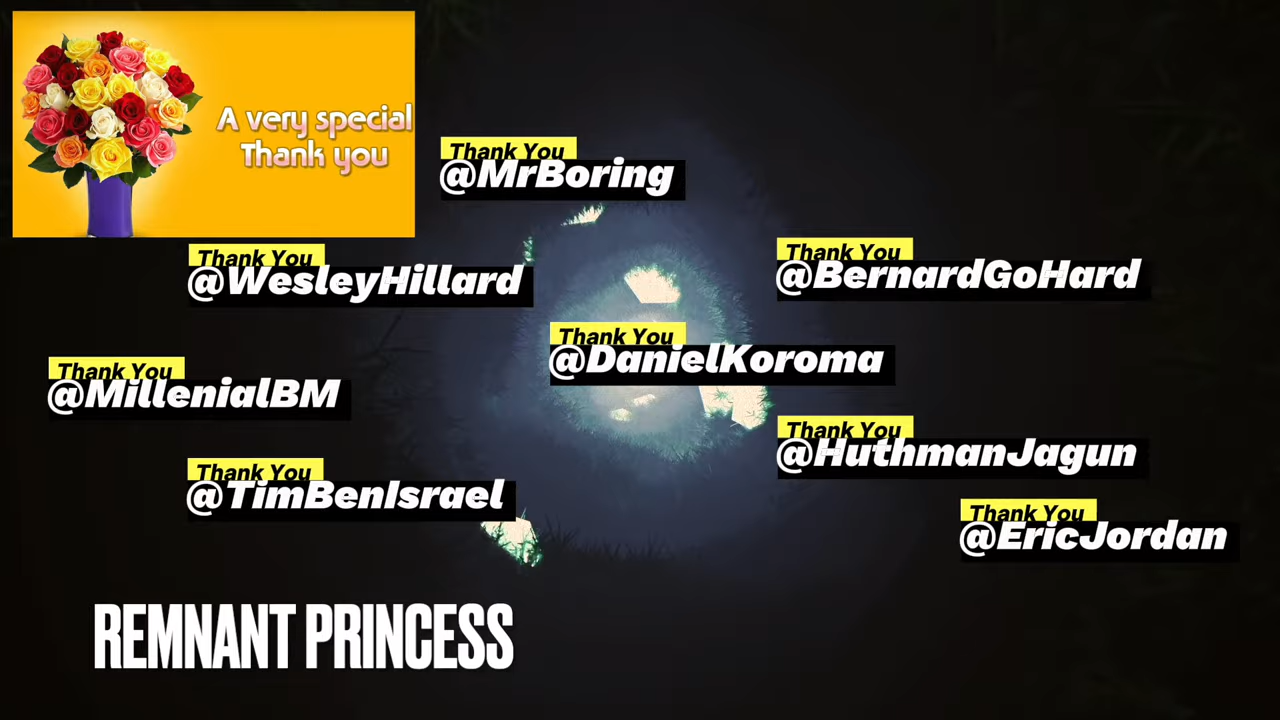 A very special
Thank you
Thank You
@MrBoring
Thank You
@WesleyHillard
Thank You
@BernardGoHard
Thank You
@DanielKoroma
Thank You
@MillenialBM
Thank You
@HuthmanJagun
Thank You
@TimBenIsrael
Thank You
@EricJordan
REMNANT PRINCESS